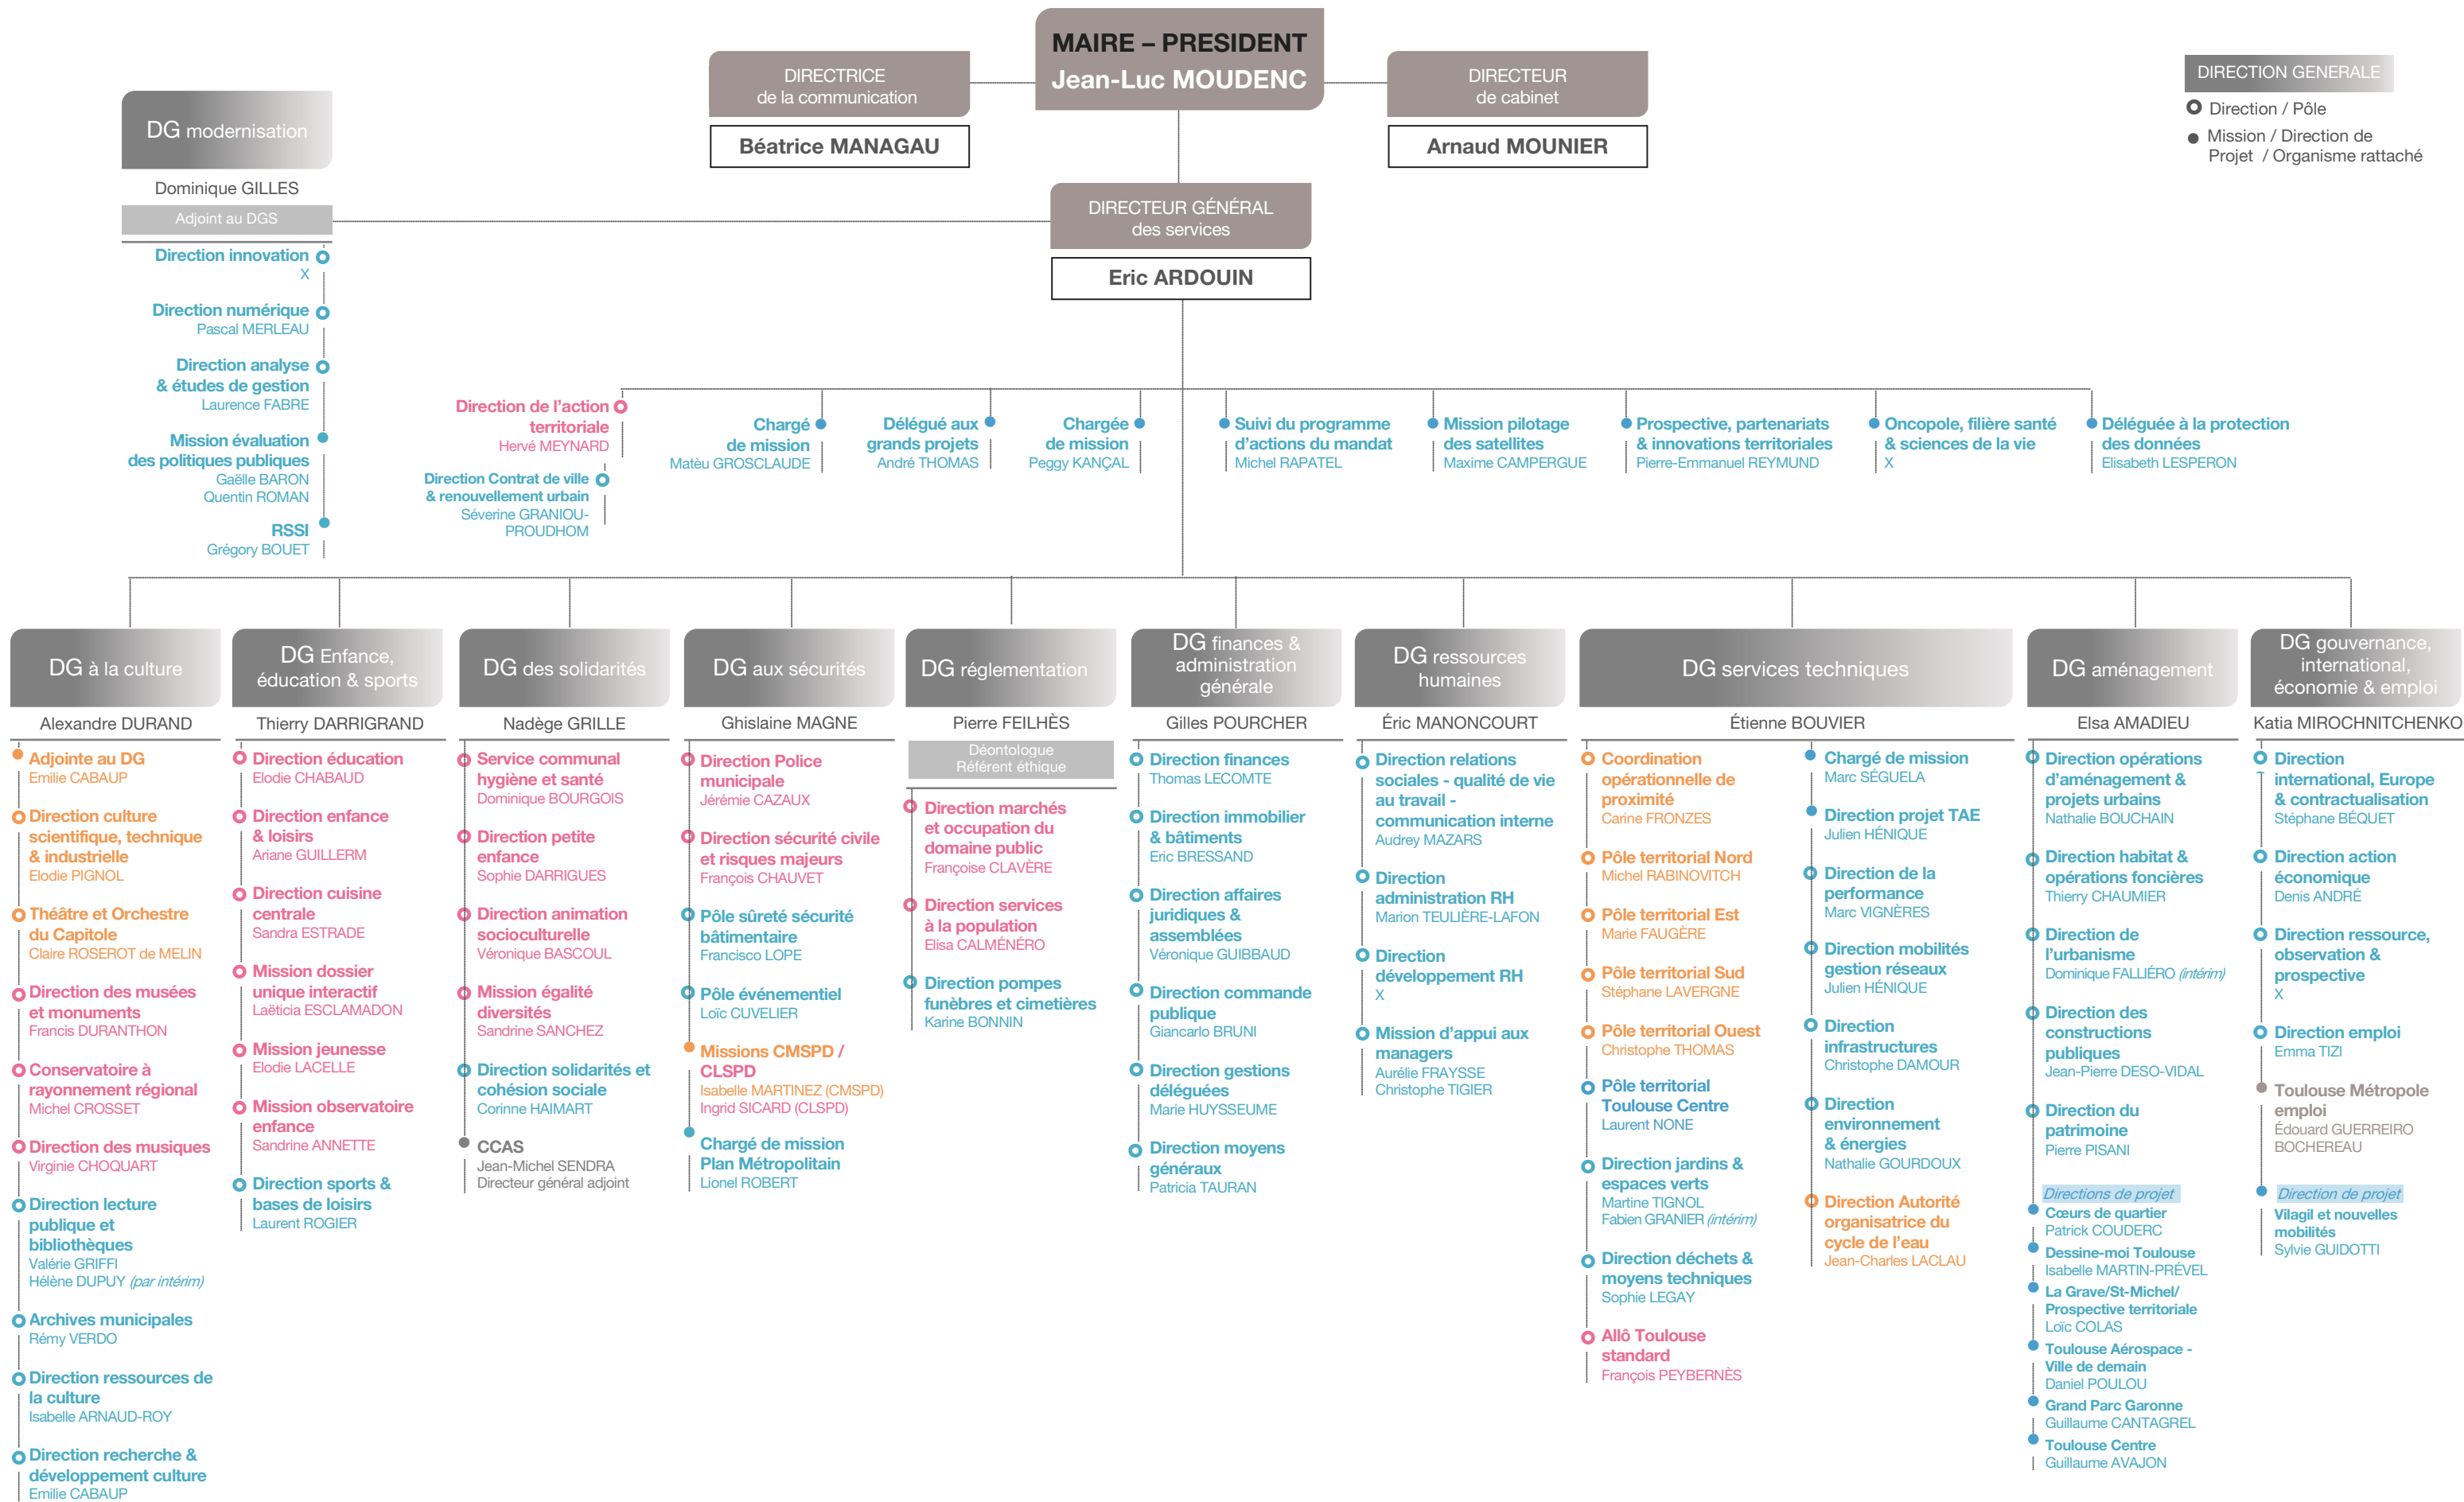 MAIRE – PRESIDENT
Jean-Luc MOUDENC
DIRECTRICE
de la communication
Béatrice MANAGAU
DIRECTEUR
de cabinet
Arnaud MOUNIER
DIRECTION GENERALE
Direction / Pôle
Mission / Direction de
Projet / Organisme rattaché
DIRECTEUR GÉNÉRAL
des services
Eric ARDOUIN
DG modernisation
Dominique GILLES
Adjoint au DGS
Direction innovation
X
Direction numérique
Pascal MERLEAU
Direction analyse
& études de gestion
Laurence FABRE
Mission évaluation
des politiques publiques
Gaëlle BARON
Quentin ROMAN
RSSI
Grégory BOUET
Direction de l’action
territoriale
Hervé MEYNARD
Direction Contrat de ville
& renouvellement urbain
Séverine GRANIOU-
PROUDHOM
Chargé
de mission
Matèu GROSCLAUDE
Délégué aux
grands projets
André THOMAS
Chargée
de mission
Peggy KANÇAL
Suivi du programme
d’actions du mandat
Michel RAPATEL
Mission pilotage
des satellites
Maxime CAMPERGUE
Prospective, partenariats
& innovations territoriales
Pierre-Emmanuel REYMUND
Oncopole, filière santé
& sciences de la vie
X
Déléguée à la protection
des données
Elisabeth LESPERON
DG à la culture
Alexandre DURAND
Adjointe au DG
Emilie CABAUP
Direction culture
scientifique, technique
& industrielle
Elodie PIGNOL
Théâtre et Orchestre
du Capitole
Claire ROSEROT de MELIN
Direction des musées
et monuments
Francis DURANTHON
Conservatoire à
rayonnement régional
Michel CROSSET
Direction des musiques
Virginie CHOQUART
Direction lecture
publique et
bibliothèques
Valérie GRIFFI
Hélène DUPUY (par intérim)
Archives municipales
Rémy VERDO
Direction ressources de
la culture
Isabelle ARNAUD-ROY
Direction recherche &
développement culture
Emilie CABAUP
DG Enfance,
éducation & sports
Thierry DARRIGRAND
Direction éducation
Elodie CHABAUD
Direction enfance
& loisirs
Ariane GUILLERM
Direction cuisine
centrale
Sandra ESTRADE
Mission dossier
unique interactif
Laëticia ESCLAMADON
Mission jeunesse
Elodie LACELLE
Mission observatoire
enfance
Sandrine ANNETTE
Direction sports &
bases de loisirs
Laurent ROGIER
DG des solidarités
Nadège GRILLE
Service communal
hygiène et santé
Dominique BOURGOIS
Direction petite
enfance
Sophie DARRIGUES
Direction animation
socioculturelle
Véronique BASCOUL
Mission égalité
diversités
Sandrine SANCHEZ
Direction solidarités et
cohésion sociale
Corinne HAIMART
CCAS
Jean-Michel SENDRA
Directeur général adjoint
DG aux sécurités
Ghislaine MAGNE
Direction Police
municipale
Jérémie CAZAUX
Direction sécurité civile
et risques majeurs
François CHAUVET
Pôle sûreté sécurité
bâtimentaire
Francisco LOPE
Pôle événementiel
Loïc CUVELIER
Missions CMSPD /
CLSPD
Isabelle MARTINEZ (CMSPD)
Ingrid SICARD (CLSPD)
Chargé de mission
Plan Métropolitain
Lionel ROBERT
DG réglementation
Pierre FEILHÈS
Déontologue
Référent éthique
Direction marchés
et occupation du
domaine public
Françoise CLAVÈRE
Direction services
à la population
Elisa CALMÉNÉRO
Direction pompes
funèbres et cimetières
Karine BONNIN
DG finances &
administration
générale
Gilles POURCHER
Direction finances
Thomas LECOMTE
Direction immobilier
& bâtiments
Eric BRESSAND
Direction affaires
juridiques &
assemblées
Véronique GUIBBAUD
Direction commande
publique
Giancarlo BRUNI
Direction gestions
déléguées
Marie HUYSSEUME
Direction moyens
généraux
Patricia TAURAN
DG ressources
humaines
Éric MANONCOURT
Direction relations
sociales - qualité de vie
au travail -
communication interne
Audrey MAZARS
Direction
administration RH
Marion TEULIÈRE-LAFON
Direction
développement RH
X
Mission d’appui aux
managers
Aurélie FRAYSSE
Christophe TIGIER
DG services techniques
Étienne BOUVIER
Coordination
opérationnelle de
proximité
Carine FRONZES
Pôle territorial Nord
Michel RABINOVITCH
Pôle territorial Est
Marie FAUGÈRE
Pôle territorial Sud
Stéphane LAVERGNE
Pôle territorial Ouest
Christophe THOMAS
Pôle territorial
Toulouse Centre
Laurent NONE
Direction jardins &
espaces verts
Martine TIGNOL
Fabien GRANIER (intérim)
Direction déchets &
moyens techniques
Sophie LEGAY
Allô Toulouse
standard
François PEYBERNÈS
Chargé de mission
Marc SÉGUELA
Direction projet TAE
Julien HÉNIQUE
Direction de la
performance
Marc VIGNÈRES
Direction mobilités
gestion réseaux
Julien HÉNIQUE
Direction
infrastructures
Christophe DAMOUR
Direction
environnement
& énergies
Nathalie GOURDOUX
Direction Autorité
organisatrice du
cycle de l’eau
Jean-Charles LACLAU
DG aménagement
Elsa AMADIEU
Direction opérations
d’aménagement &
projets urbains
Nathalie BOUCHAIN
Direction habitat &
opérations foncières
Thierry CHAUMIER
Direction de
l’urbanisme
Dominique FALLIÉRO (intérim)
Direction des
constructions
publiques
Jean-Pierre DESO-VIDAL
Direction du
patrimoine
Pierre PISANI
Directions de projet
Cœurs de quartier
Patrick COUDERC
Dessine-moi Toulouse
Isabelle MARTIN-PRÉVEL
La Grave/St-Michel/
Prospective territoriale
Loïc COLAS
Toulouse Aérospace -
Ville de demain
Daniel POULOU
Grand Parc Garonne
Guillaume CANTAGREL
Toulouse Centre
Guillaume AVAJON
DG gouvernance,
international,
économie & emploi
Katia MIROCHNITCHENKO
Direction
international, Europe
& contractualisation
Stéphane BÉQUET
Direction action
économique
Denis ANDRÉ
Direction ressource,
observation &
prospective
X
Direction emploi
Emma TIZI
Toulouse Métropole
emploi
Édouard GUERREIRO
BOCHEREAU
Direction de projet
Vilagil et nouvelles
mobilités
Sylvie GUIDOTTI